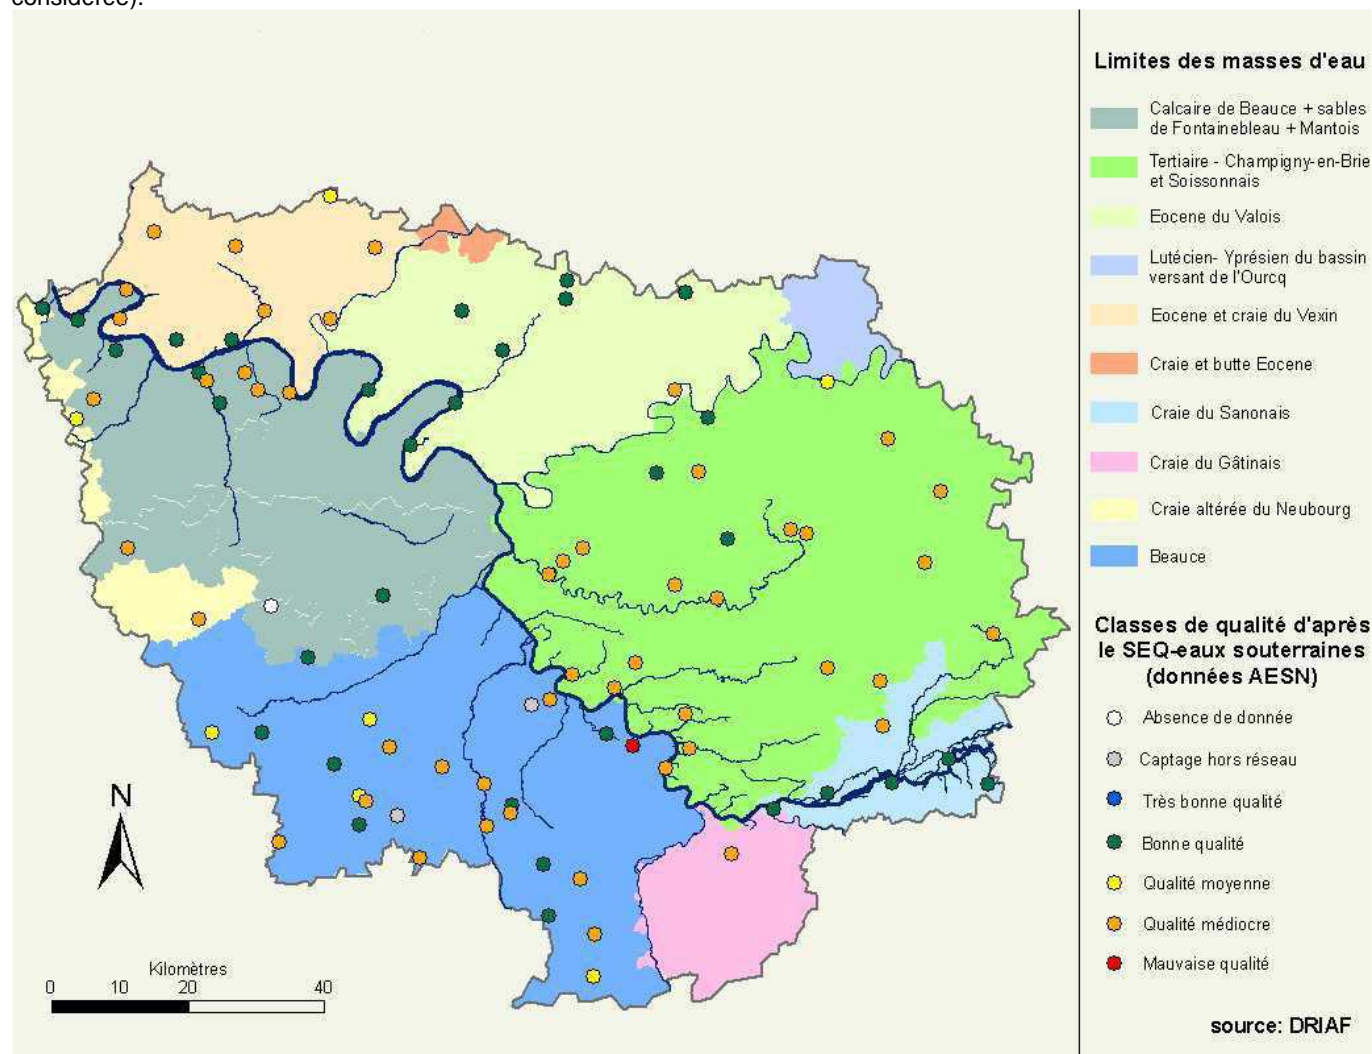 considérée).
Limites des masses d'eau
Calcaire de Beauce + sables
de Fontainebleau + Mantois
Tertiaire - Champigny-en-Brie
et Soissonnais
Eocene du Valois
Lutécien- Yprésien du bassin
versant de l'Ourcq
Eocene et craie du Vexin
Craie et butte Eocene
Craie du Sanonais
Craie du Gâtinais
Craie altérée du Neubourg
Beauce
Classes de qualité d'après
le SEQ-eaux souterraines
(données AESN)
Absence de donnée
Captage hors réseau
Très bonne qualité
Bonne qualité
Qualité moyenne
Qualité médiocre
Mauvaise qualité
source: DRIAF
N
Kilomètres
0 10 20 40